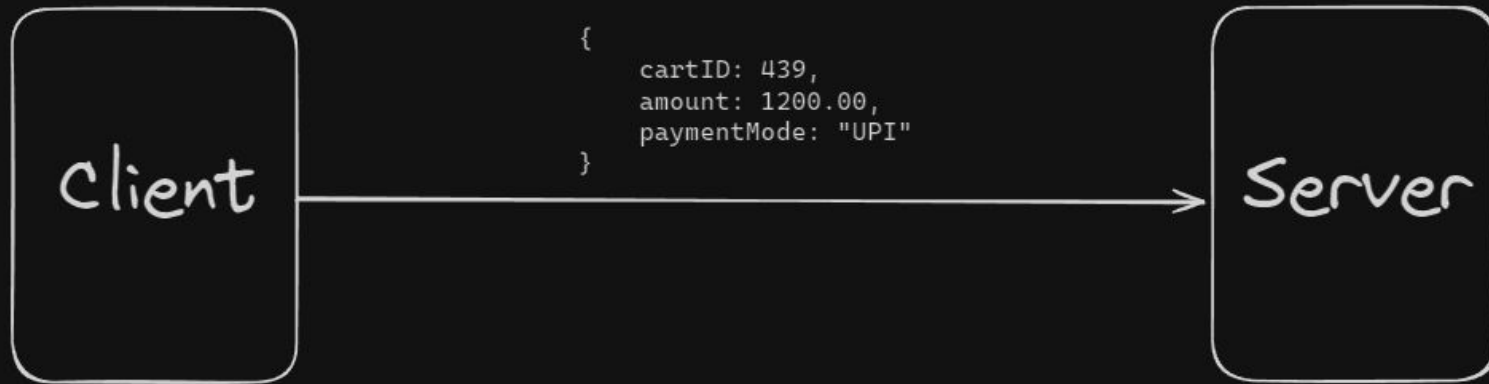 Client
{
    cartID: 439,
    amount: 1200.00,
    paymentMode: "UPI"
}
Server